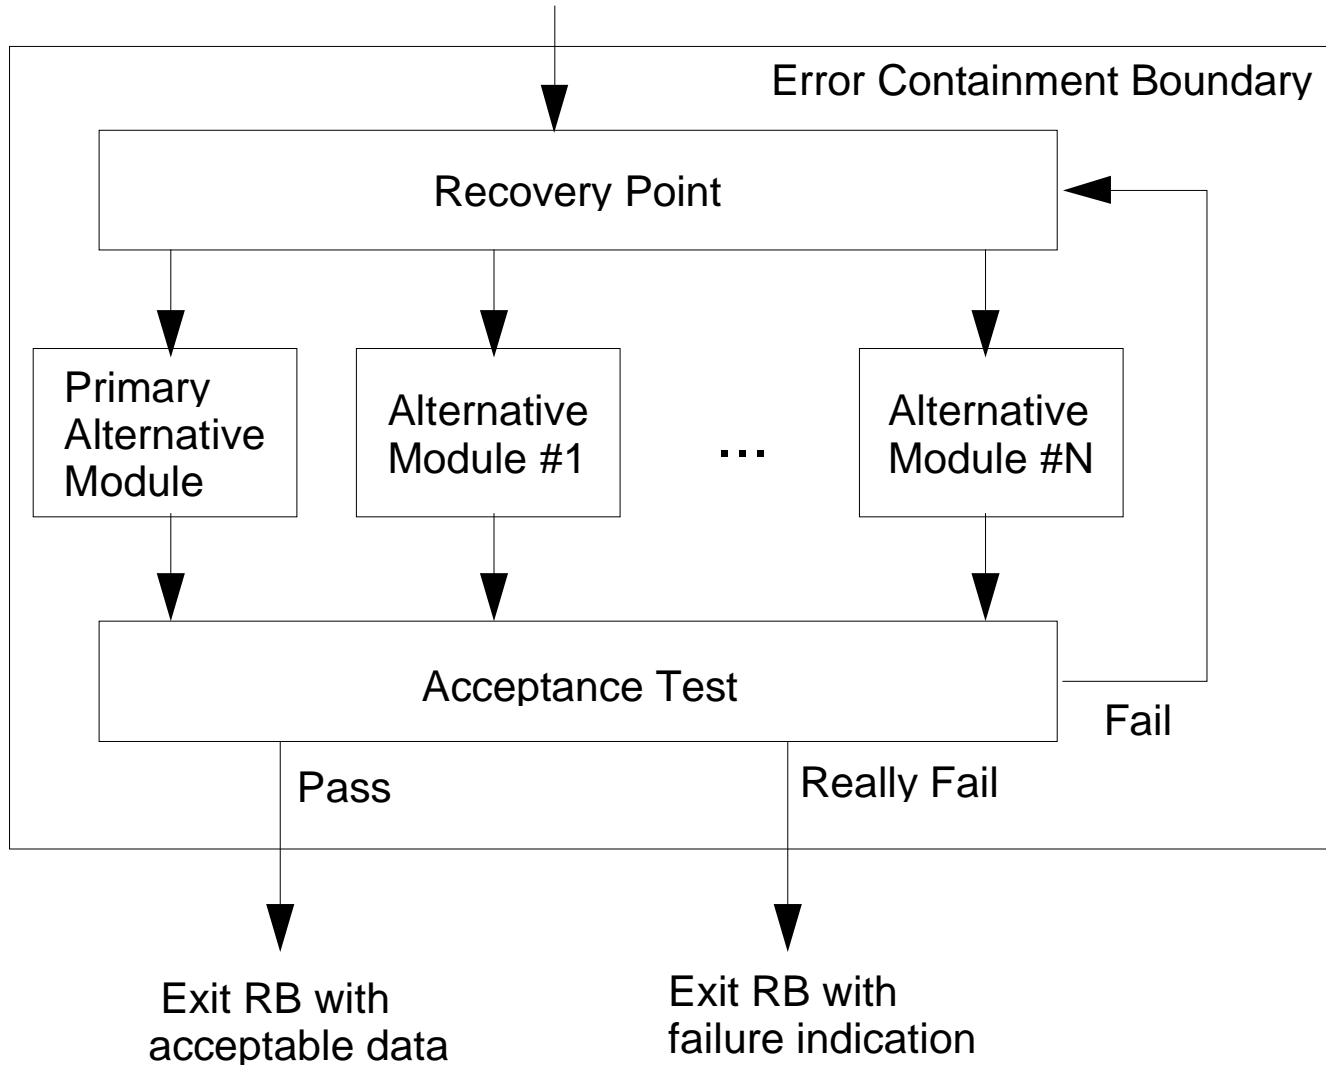 Error Containment Boundary
Recovery Point
Primary
Alternative
Module
Alternative
Module #1
...
Alternative
Module #N
Acceptance Test
Fail
Pass
Really Fail
Exit RB with
acceptable data
Exit RB with
failure indication